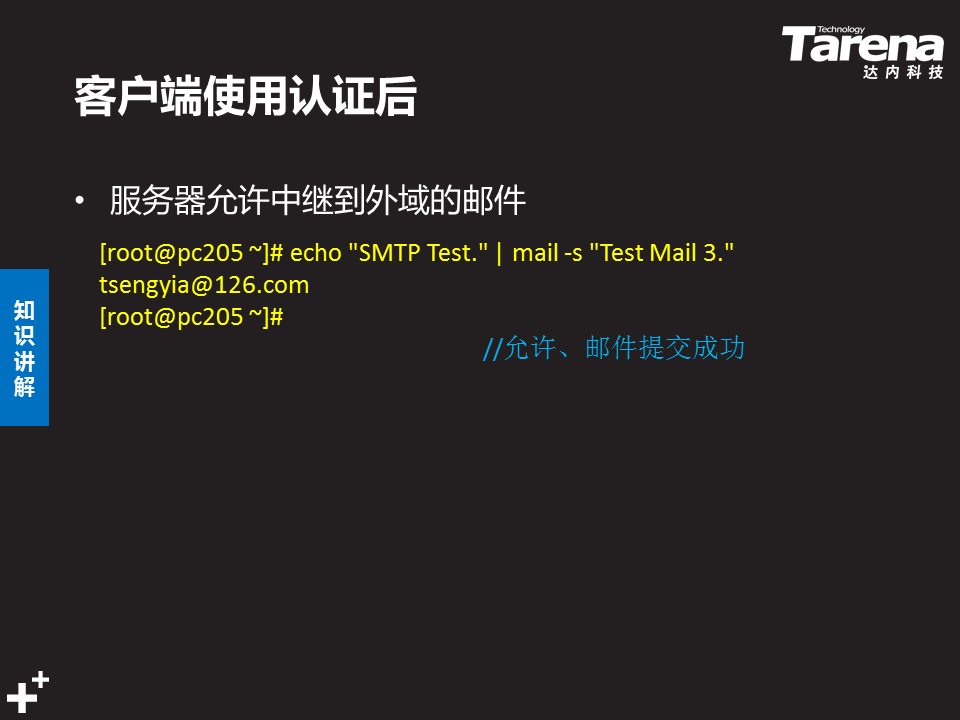 Technology
Tarena
达内科技
客户端使用认证后
• 服务器允许中继到外域的邮件
[root@pc205 ~]# echo "SMTP Test." | mail -s "Test Mail 3."
tsengyia@126.com
[root@pc205 ~]#
//允许、邮件提交成功
知
识
讲
解